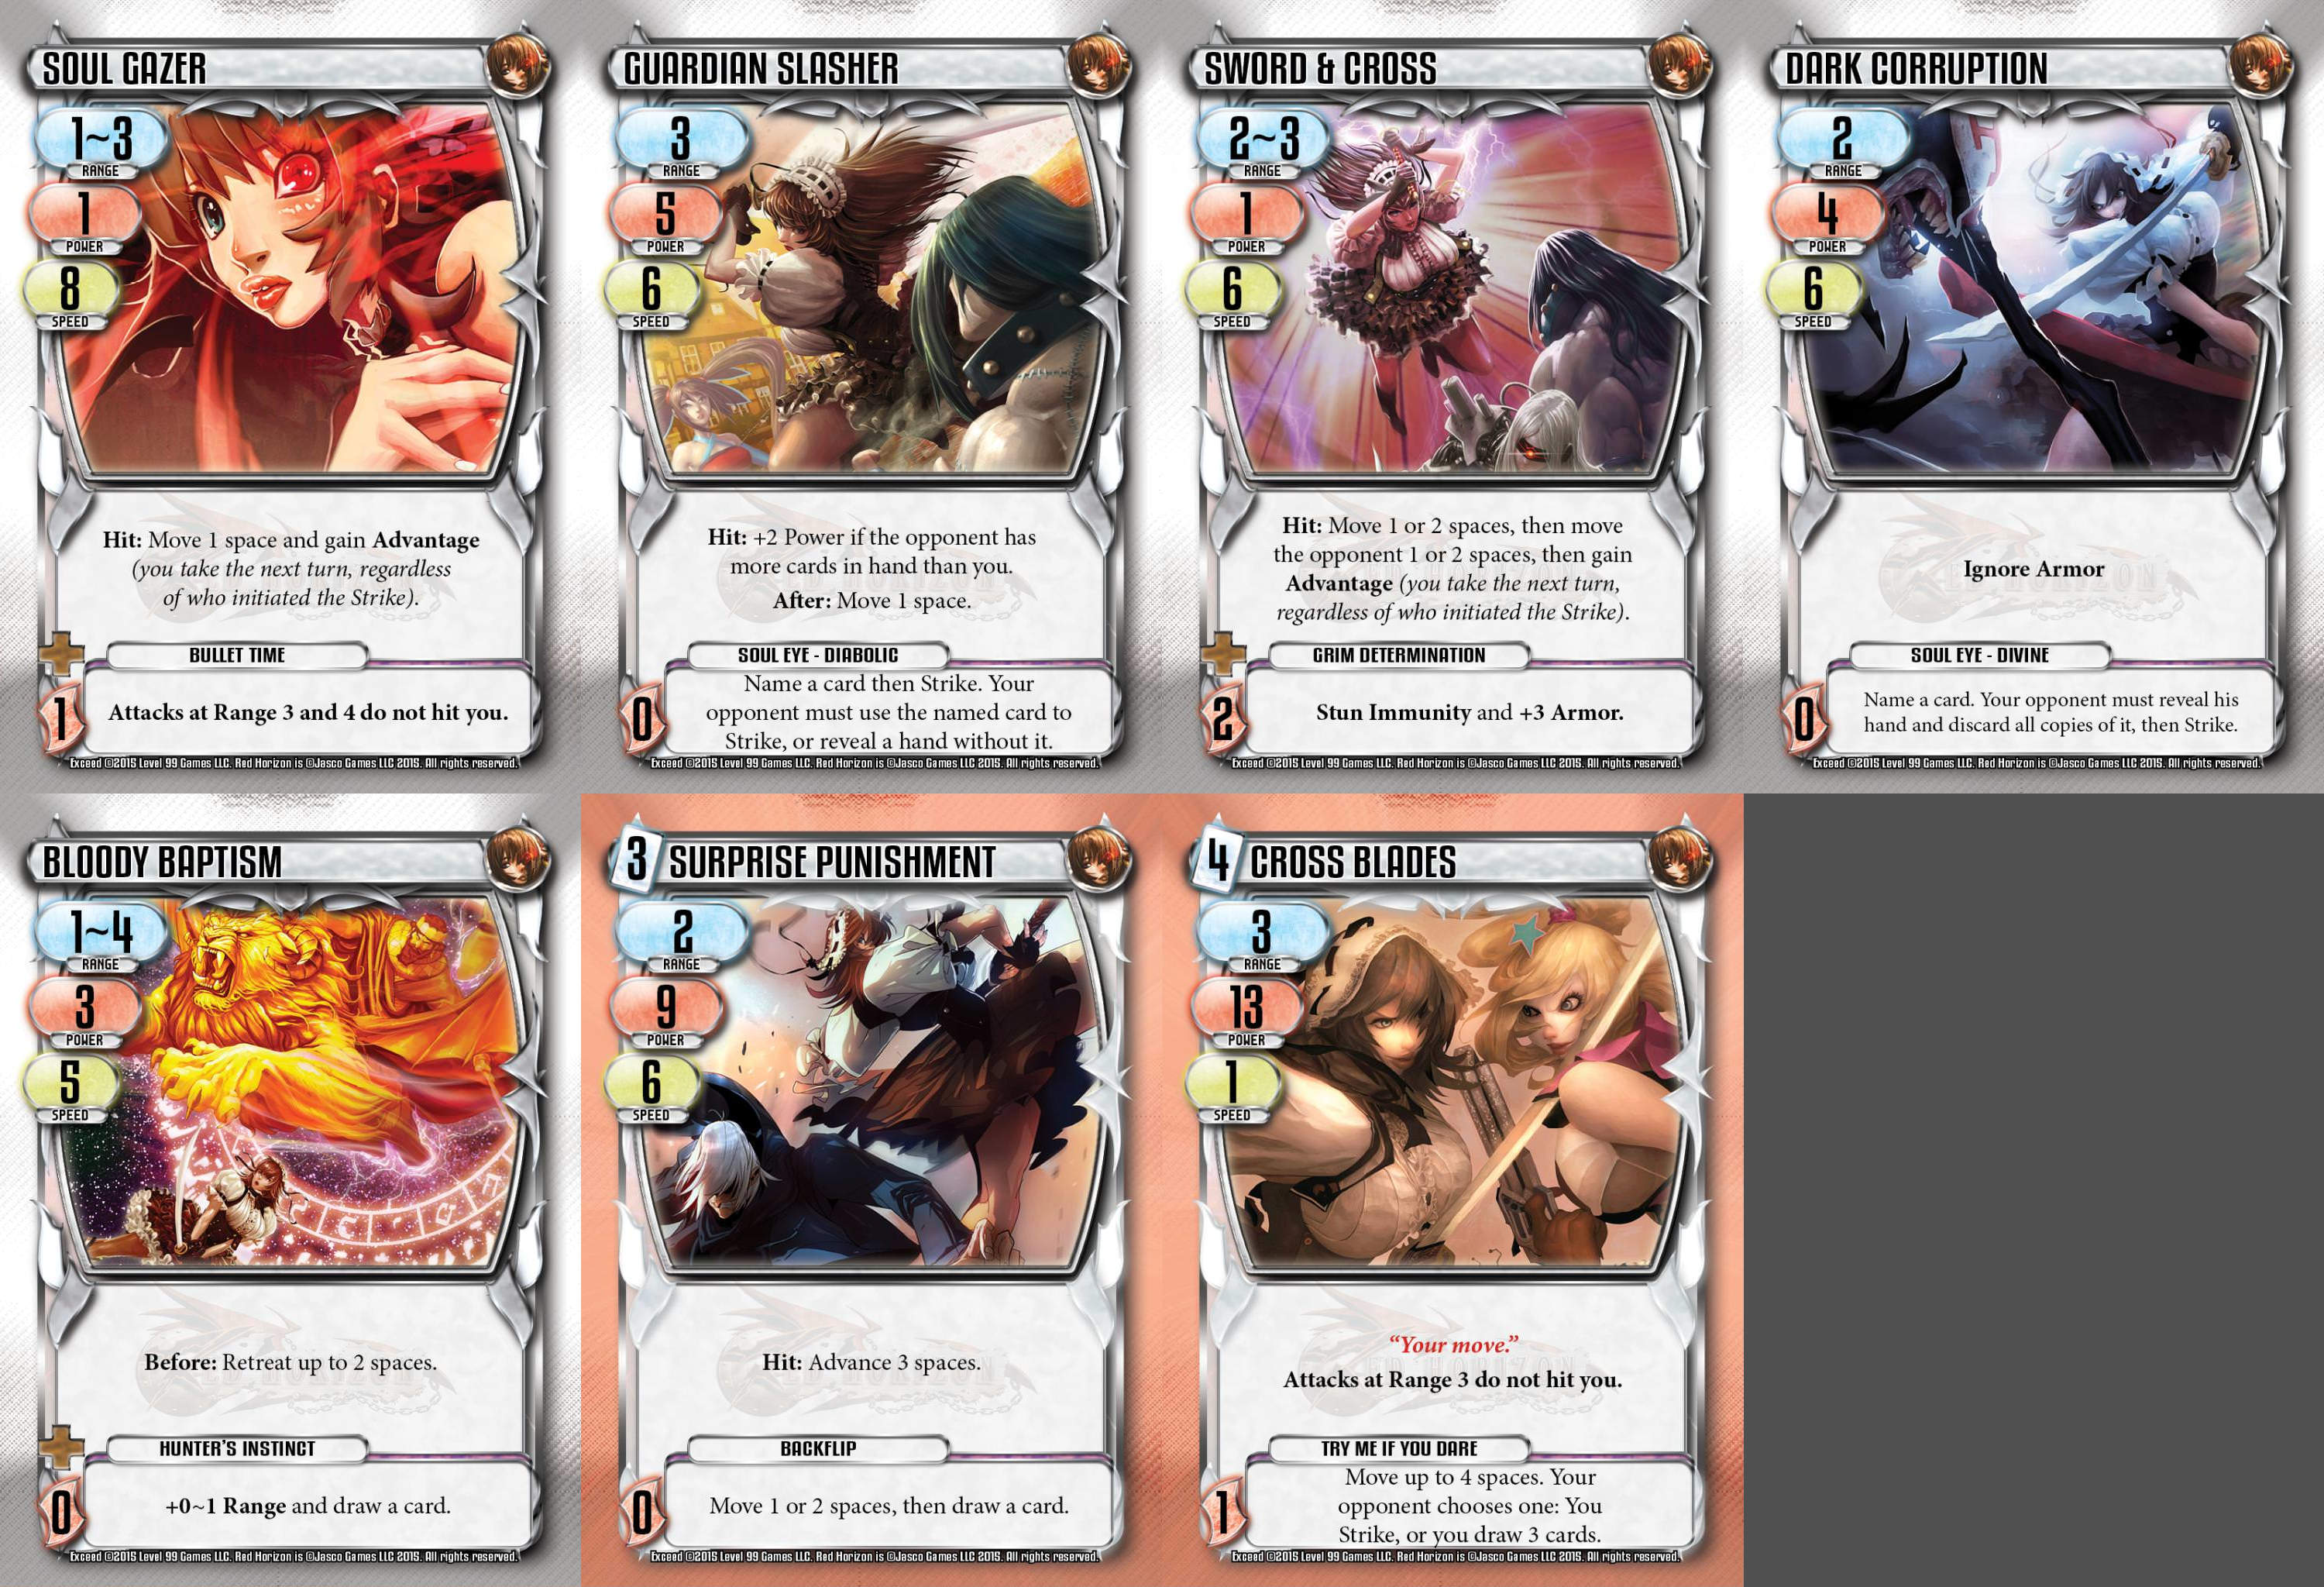 SOUL GAZER
1~3
RANGE
1
POWER
8
SPEED
Hit: Move 1 space and gain Advantage
(you take the next turn, regardless
of who initiated the Strike).
BULLET TIME
1
Attacks at Range 3 and 4 do not hit you.
Exceed ©2015 Level 99 Games LLC. Red Horizon is ©Jasco Games LLC 2015. All rights reserved.
GUARDIAN SLASHER
3
RANGE
5
POWER
6
SPEED
Hit: +2 Power if the opponent has
more cards in hand than you.
After: Move 1 space.
SOUL EYE - DIABOLIC
0
Name a card then Strike. Your
opponent must use the named card to
Strike, or reveal a hand without it.
Exceed ©2015 Level 99 Games LLC. Red Horizon is ©Jasco Games LLC 2015. All rights reserved.
SWORD & CROSS
2~3
RANGE
1
POWER
6
SPEED
Hit: Move 1 or 2 spaces, then move
the opponent 1 or 2 spaces, then gain
Advantage (you take the next turn,
regardless of who initiated the Strike).
GRIM DETERMINATION
2
Stun Immunity and +3 Armor.
Exceed ©2015 Level 99 Games LLC. Red Horizon is ©Jasco Games LLC 2015. All rights reserved.
DARK CORRUPTION
2
RANGE
4
POWER
6
SPEED
Ignore Armor
SOUL EYE - DIVINE
0
Name a card. Your opponent must reveal his
hand and discard all copies of it, then Strike.
Exceed ©2015 Level 99 Games LLC. Red Horizon is ©Jasco Games LLC 2015. All rights reserved.
BLOODY BAPTISM
1~4
RANGE
3
POWER
5
SPEED
Before: Retreat up to 2 spaces.
HUNTER'S INSTINCT
0
+0~1 Range and draw a card.
Exceed ©2015 Level 99 Games LLC. Red Horizon is ©Jasco Games LLC 2015. All rights reserved.
3 SURPRISE PUNISHMENT
2
RANGE
9
POWER
6
SPEED
Hit: Advance 3 spaces.
BACKFLIP
0
Move 1 or 2 spaces, then draw a card.
Exceed ©2015 Level 99 Games LLC. Red Horizon is ©Jasco Games LLC 2015. All rights reserved.
4 CROSS BLADES
3
RANGE
13
POWER
1
SPEED
“Your move.”
Attacks at Range 3 do not hit you.
TRY ME IF YOU DARE
1
Move up to 4 spaces. Your
opponent chooses one: You
Strike, or you draw 3 cards.
Exceed ©2015 Level 99 Games LLC. Red Horizon is ©Jasco Games LLC 2015. All rights reserved.